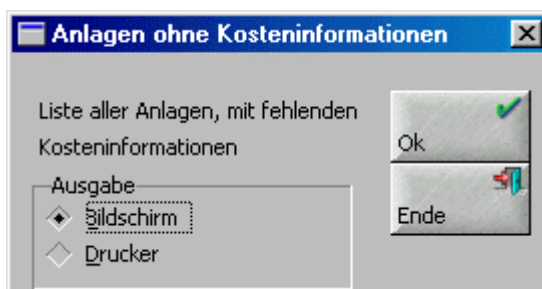 Anlagen ohne Kosteninformationen
Liste aller Anlagen, mit fehlenden
Kosteninformationen
Ok
Ausgabe
Bildschirm
Ende
Drucker